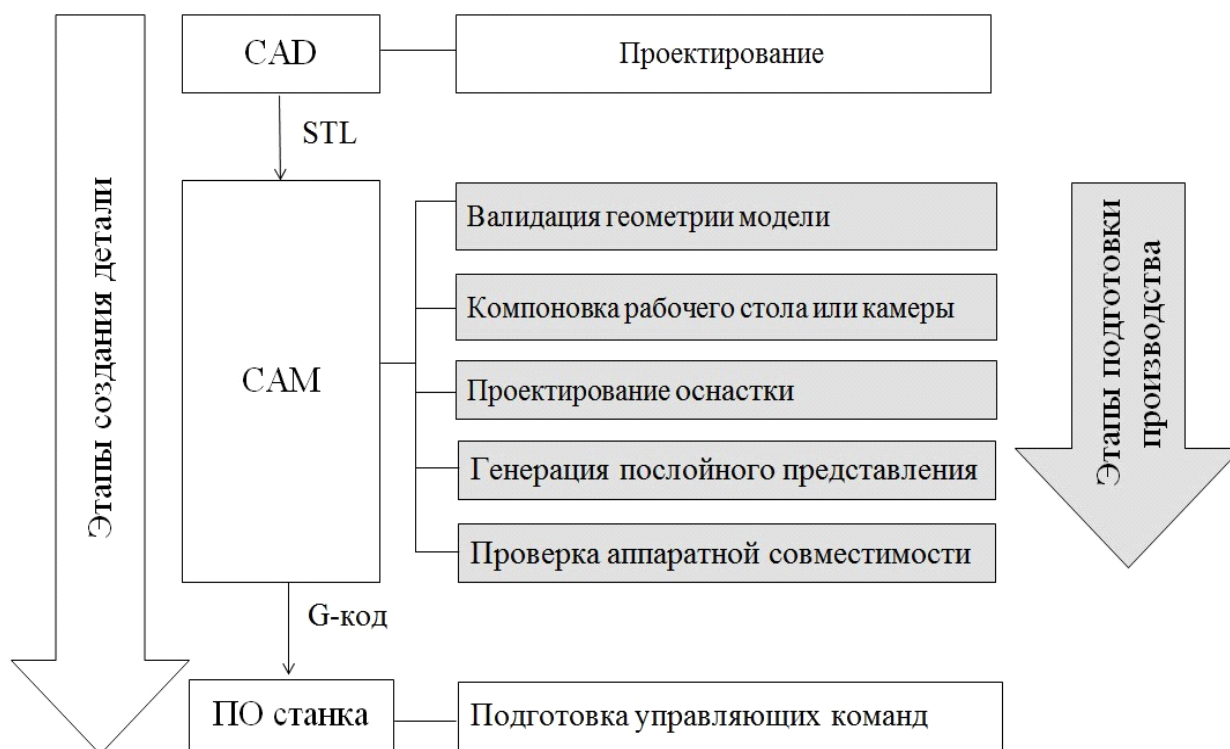 CAD
Проектирование
STL
CAM
Валидация геометрии модели
Компоновка рабочего стола или камеры
Проектирование оснастки
Генерация послойного представления
Проверка аппаратной совместимости
G-код
ПО станка
Подготовка управляющих команд
Этапы создания детали
Этапы подготовки
производства